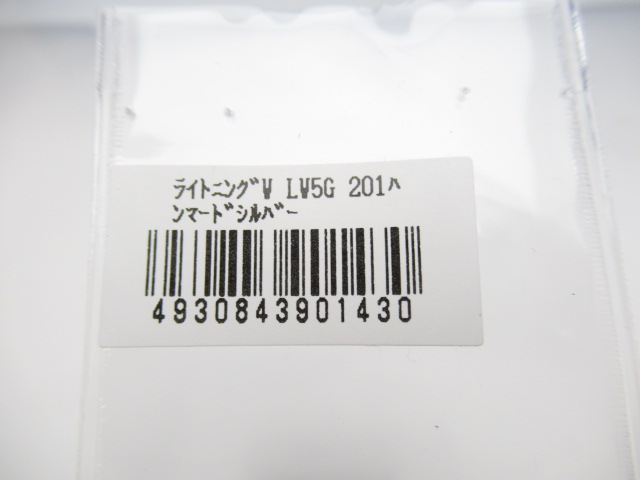 ﾗｲﾄﾆﾝｸﾞW LW5G 201ﾊ
ﾝﾏｰﾄﾞｼﾙﾊﾞｰ
4930843901430